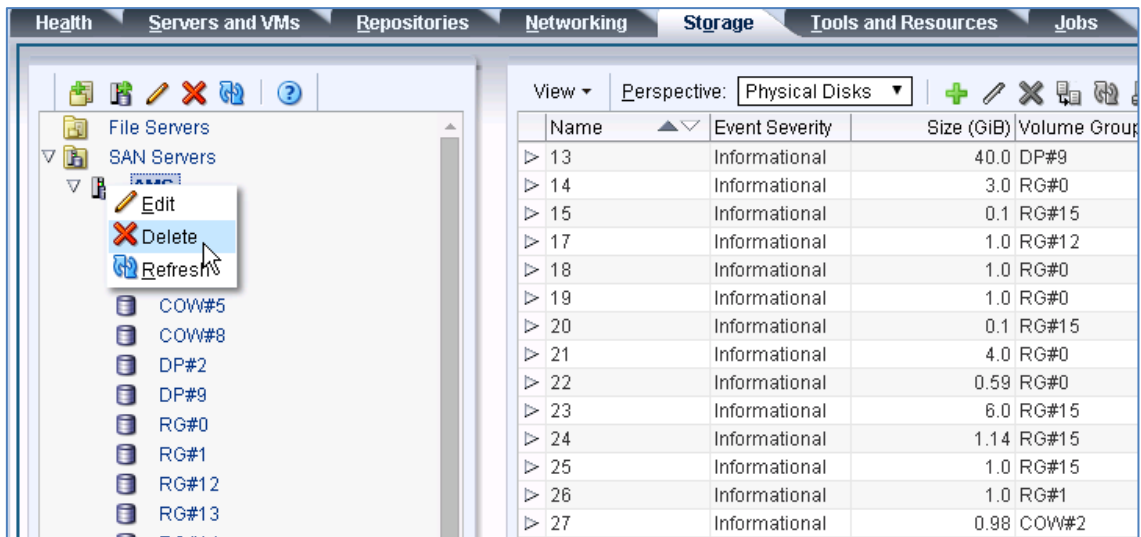 Health Servers and VMs Repositories Networking Storage Tools and Resources Jobs
File Servers
SAN Servers
AMS
Edit
Delete
Refresh
COW#5
COW#8
DP#2
DP#9
RG#0
RG#1
RG#12
RG#13
View Perspective: Physical Disks
Name Event Severity Size (GiB) Volume Group
13 Informational 40.0 DP#9
14 Informational 3.0 RG#0
15 Informational 0.1 RG#15
17 Informational 1.0 RG#12
18 Informational 1.0 RG#0
19 Informational 1.0 RG#0
20 Informational 0.1 RG#15
21 Informational 4.0 RG#0
22 Informational 0.59 RG#0
23 Informational 6.0 RG#15
24 Informational 1.14 RG#15
25 Informational 1.0 RG#15
26 Informational 1.0 RG#1
27 Informational 0.98 COW#2